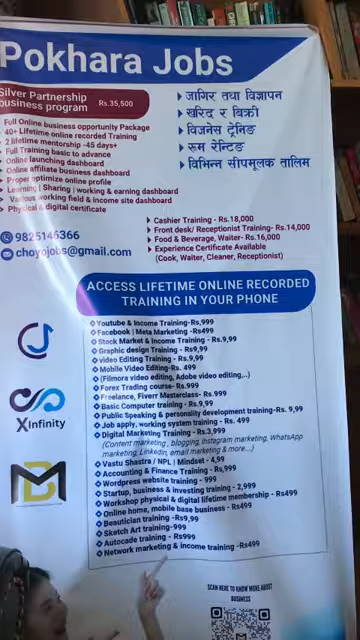 Pokhara Jobs
Silver Partnership
business program Rs.35,500
Full Online business opportunity Package
40+ Lifetime online recorded Training
2 lifetime mentorship -45 days+
Full Training basic to advance
Online launching dashboard
Online affiliate business dashboard
Proper optimize online profile
Learning | Sharing | working & earning dashboard
Various working field & income site dashboard
Physical & digital certificate
जागिर तथा विज्ञापन
खरिद र बिक्री
विजनेस ट्रेनिङ
रुम रेन्टिङ
विभिन्न सीपमूलक तालिम
Cashier Training - Rs.18,000
Front desk/ Receptionist Training- Rs.14,000
Food & Beverage, Waiter- Rs.16,000
Experience Certificate Available
(Cook, Waiter, Cleaner, Receptionist)
9825146366
choyojobs@gmail.com
ACCESS LIFETIME ONLINE RECORDED
TRAINING IN YOUR PHONE
Youtube & Income Training-Rs,999
Facebook | Meta Marketing -Rs499
Stock Market & Income Training - Rs.9,99
Graphic design Training - Rs9,99
video Editing Training - Rs.9,99
Mobile Video Editing-Rs. 499
(Filmora video editing, Adobe video editing,..)
Forex Trading course- Rs.999
Freelance, Fiverr Masterclass- Rs.999
Basic Computer training - Rs.9,99
Public Speaking & personality development training-Rs. 9,99
Job apply, working system training - Rs. 499
Digital Marketing Training - Rs.3,999
(Content marketing , blogging, Instagram marketing, WhatsApp
marketing, Linkedin, email marketing & more...)
Vastu Shastra / NPL | Mindset - 4,99
Accounting & Finance Training - Rs,999
Wordpress website training - 999
Startup, business & investing training - 2,999
Workshop physical & digital lifetime membership - Rs499
Online home, mobile base business - Rs499
Beautician training -Rs9,99
Sketch Art training-999
Autocade training - Rs999
Network marketing & income training -Rs499
XInfinity
SCAN HERE TO KNOW MORE ABOUT
BUSINESS